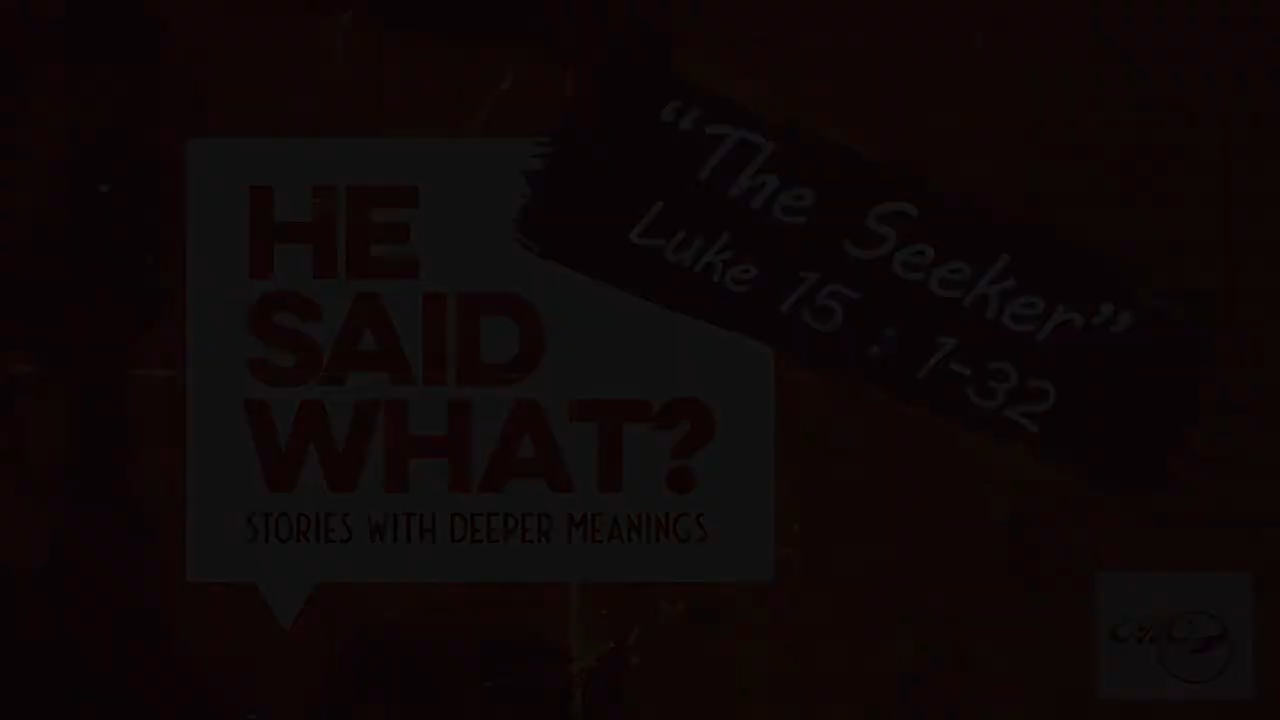 HE
SAID
WHAT?
STORIES WITH DEEPER MEANINGS
“The Seeker”
Luke 15 : 1-32